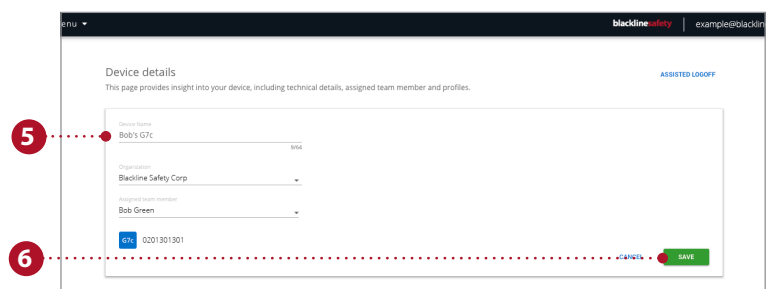 enu
blacklinesafety
example@blacklin
Device details
ASSISTED LOGOFF
This page provides insight into your device, including technical details, assigned team member and profiles.
Device Name
5
Bob's G7c
9/64
Organization
Blackline Safety Corp
Assigned team member
Bob Green
G7c 0201301301
6
CANCEL
SAVE